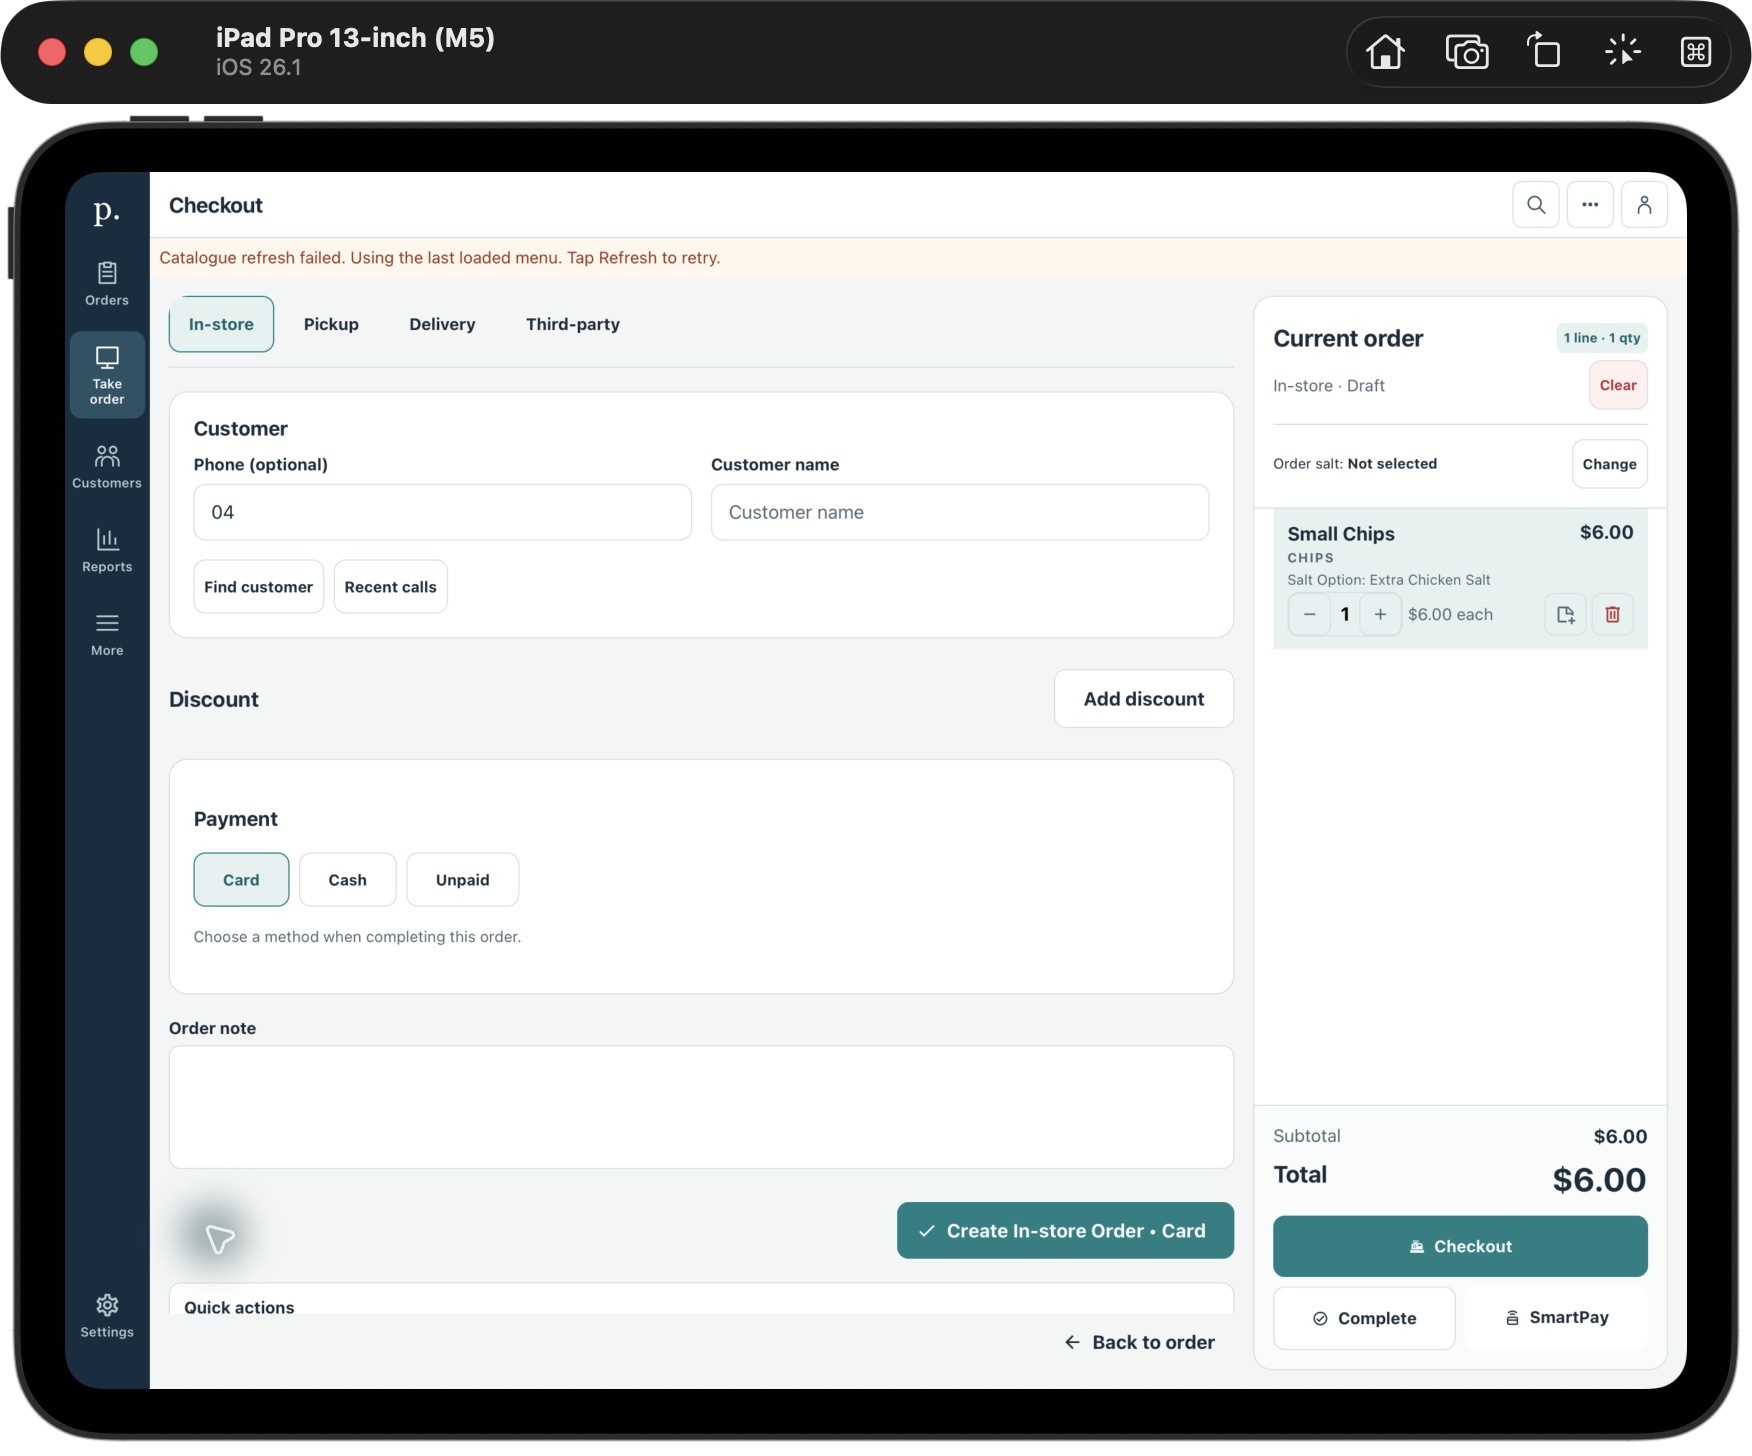 iPad Pro 13-inch (M5)
iOS 26.1
p.
Orders
Take
order
Customers
Reports
More
Settings
Checkout
Catalogue refresh failed. Using the last loaded menu. Tap Refresh to retry.
In-store
Pickup
Delivery
Third-party
Customer
Phone (optional)
Customer name
04
Customer name
Find customer
Recent calls
Discount
Add discount
Payment
Card
Cash
Unpaid
Choose a method when completing this order.
Order note
Create In-store Order • Card
Quick actions
Back to order
Current order
1 line · 1 qty
In-store · Draft
Clear
Order salt: Not selected
Change
Small Chips
$6.00
CHIPS
Salt Option: Extra Chicken Salt
− 1 + $6.00 each
Subtotal
$6.00
Total
$6.00
Checkout
Complete
SmartPay